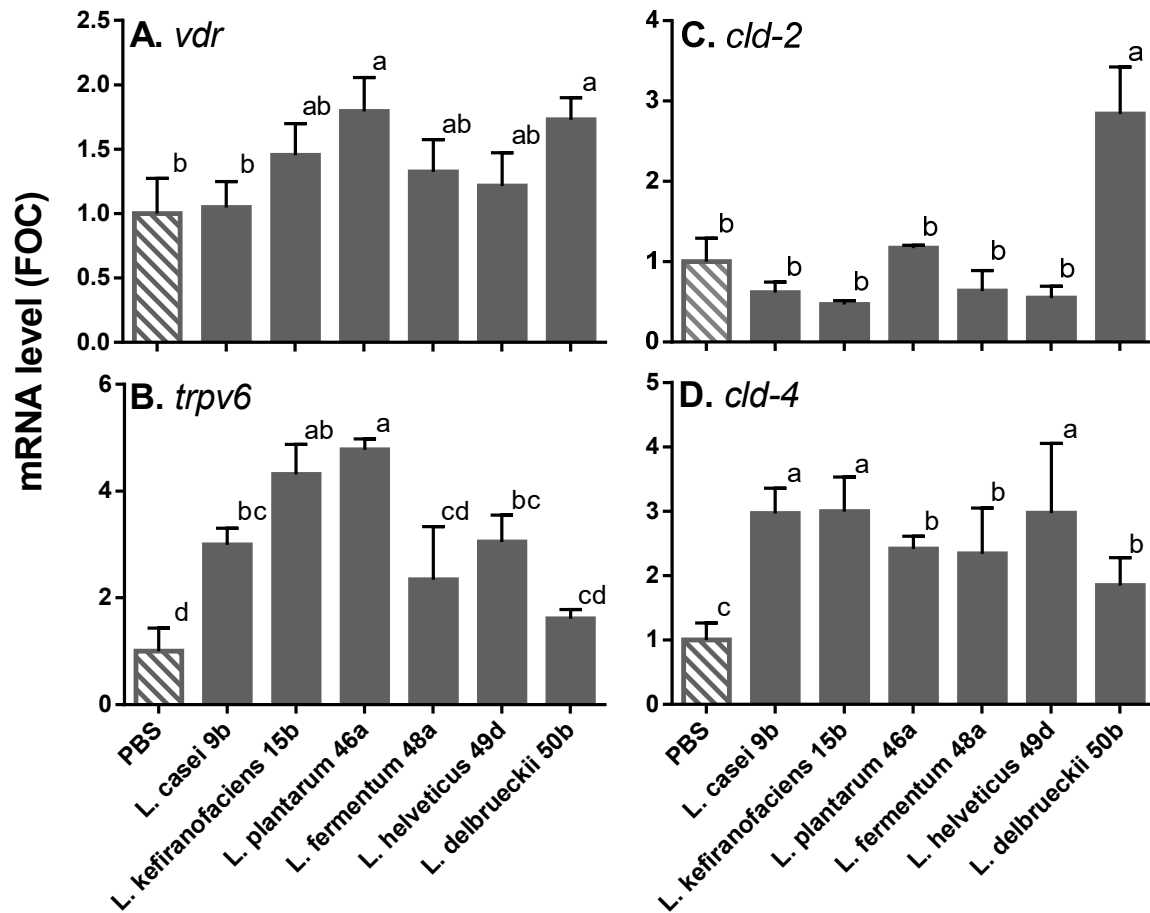 mRNA level (FOC)
A. vdr
2.5
2.0
1.5
1.0
0.5
0.0
b
b
ab
a
ab
ab
a
C. cld-2
4
3
2
1
0
b
b
b
b
b
b
a
B. trpv6
6
4
2
0
d
bc
ab
a
cd
bc
cd
PBS
L. casei 9b
L. kefiranofaciens 15b
L. plantarum 46a
L. fermentum 48a
L. helveticus 49d
L. delbrueckii 50b
D. cld-4
5
4
3
2
1
0
c
a
a
b
b
a
b
PBS
L. casei 9b
L. kefiranofaciens 15b
L. plantarum 46a
L. fermentum 48a
L. helveticus 49d
L. delbrueckii 50b